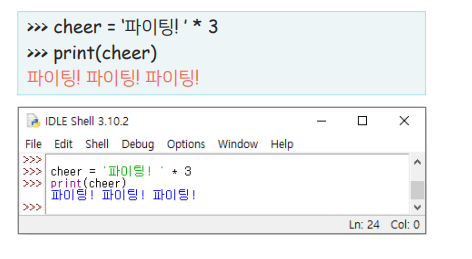 >>> cheer = ‘파이팅! ’ * 3
>>> print(cheer)
파이팅! 파이팅! 파이팅!
IDLE Shell 3.10.2
File Edit Shell Debug Options Window Help
>>>
>>> cheer = '파이팅! ' * 3
>>> print(cheer)
파이팅! 파이팅! 파이팅!
>>>
Ln: 24 Col: 0